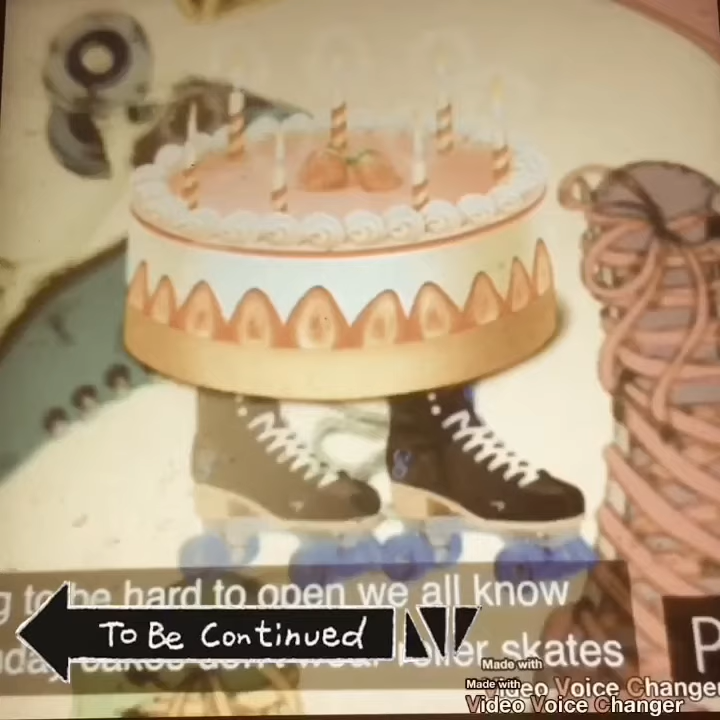 g to be hard to open we all know
To Be Continued
skates
P
Made with
Made with
Video Voice Changer
Video Voice Changer